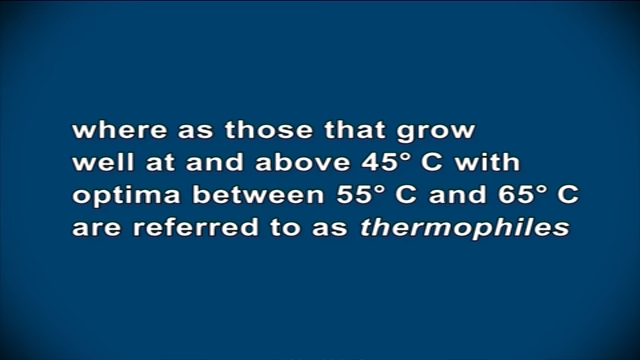 where as those that grow
well at and above 45° C with
optima between 55° C and 65° C
are referred to as thermophiles